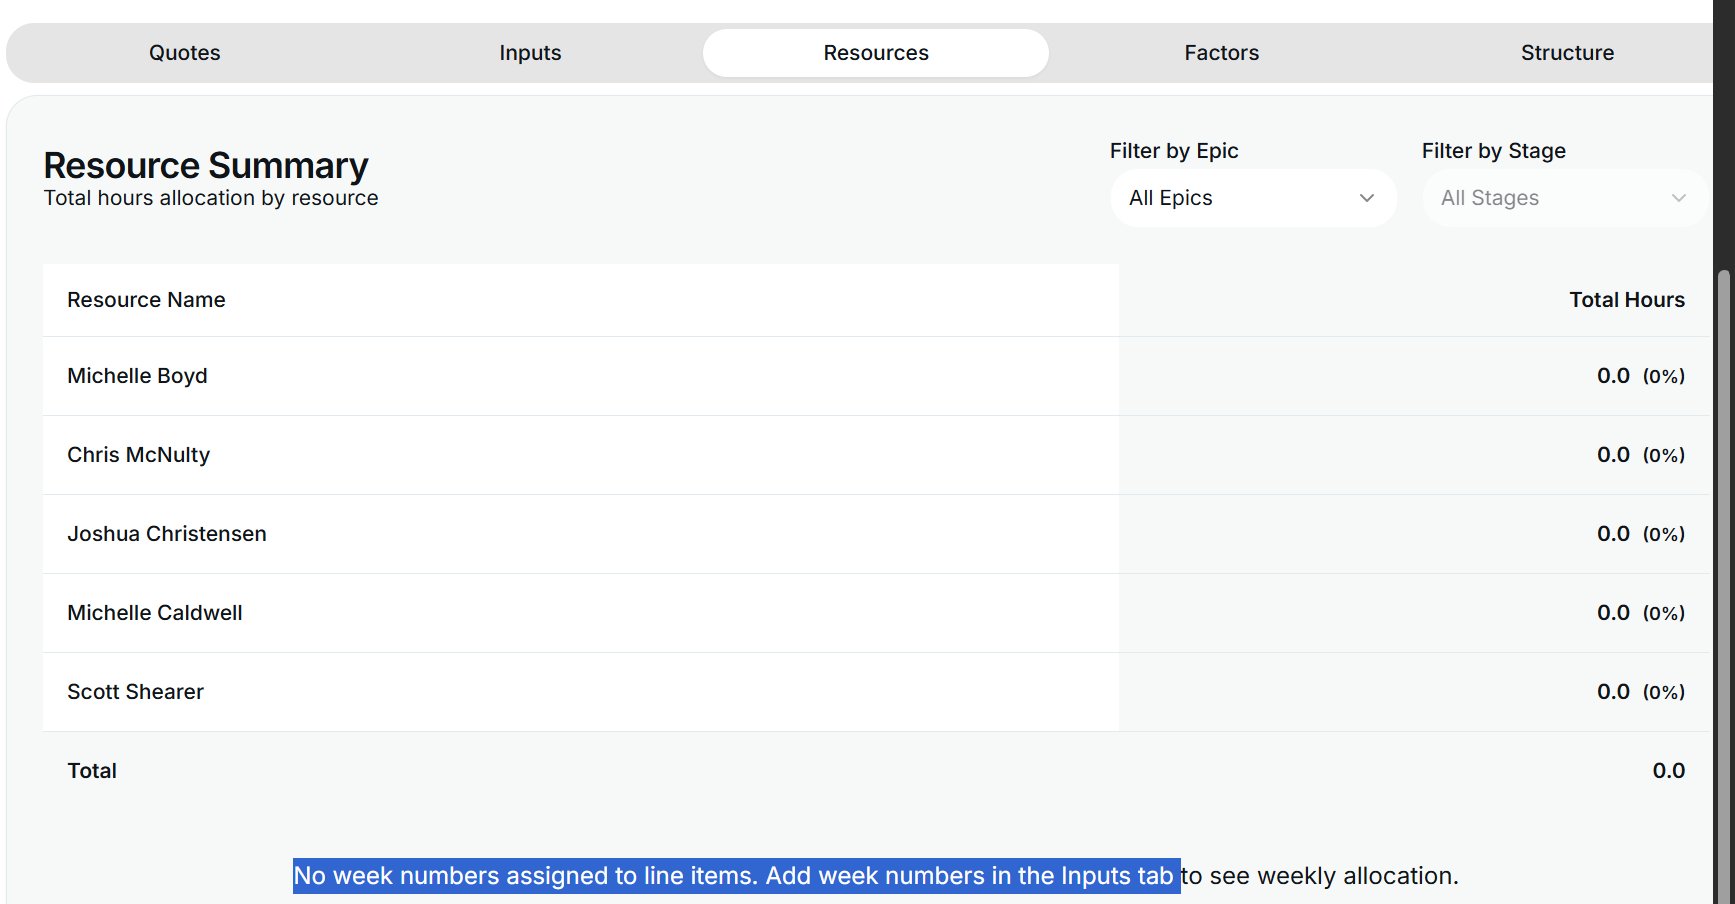 Quotes Inputs Resources Factors Structure
Resource Summary
Total hours allocation by resource
Filter by Epic
All Epics
Filter by Stage
All Stages
Resource Name Total Hours
Michelle Boyd 0.0 (0%)
Chris McNulty 0.0 (0%)
Joshua Christensen 0.0 (0%)
Michelle Caldwell 0.0 (0%)
Scott Shearer 0.0 (0%)
Total 0.0
No week numbers assigned to line items. Add week numbers in the Inputs tab to see weekly allocation.